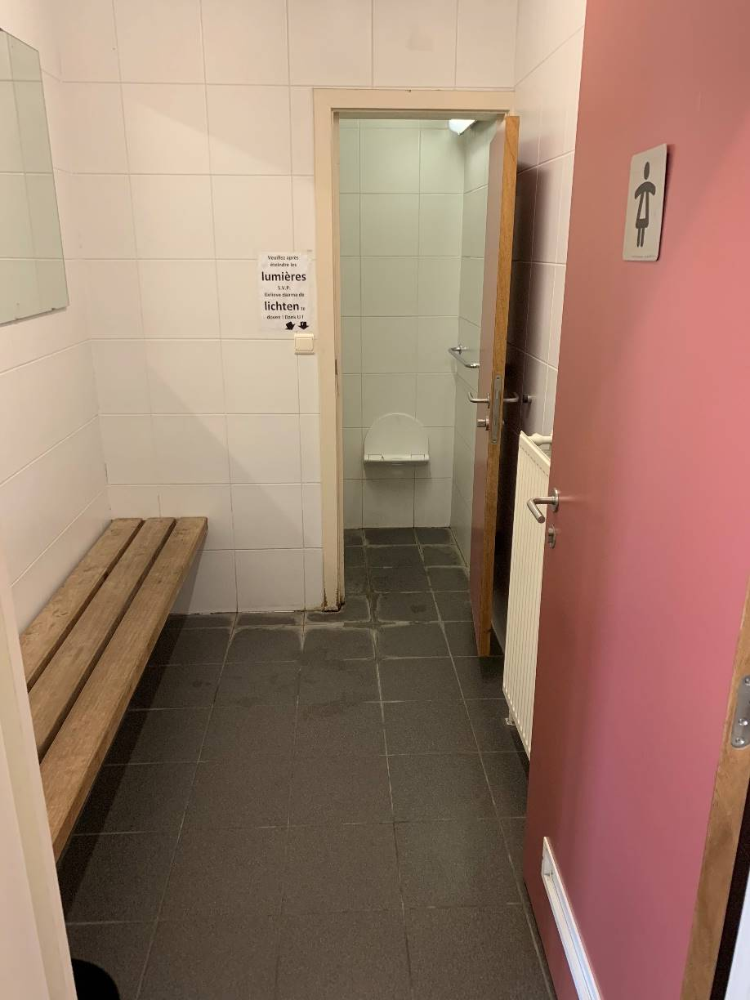 Veuillez après
éteindre les
lumières
S.V.P.
Gelieve daarna de
lichten te
doven ! Dank U !